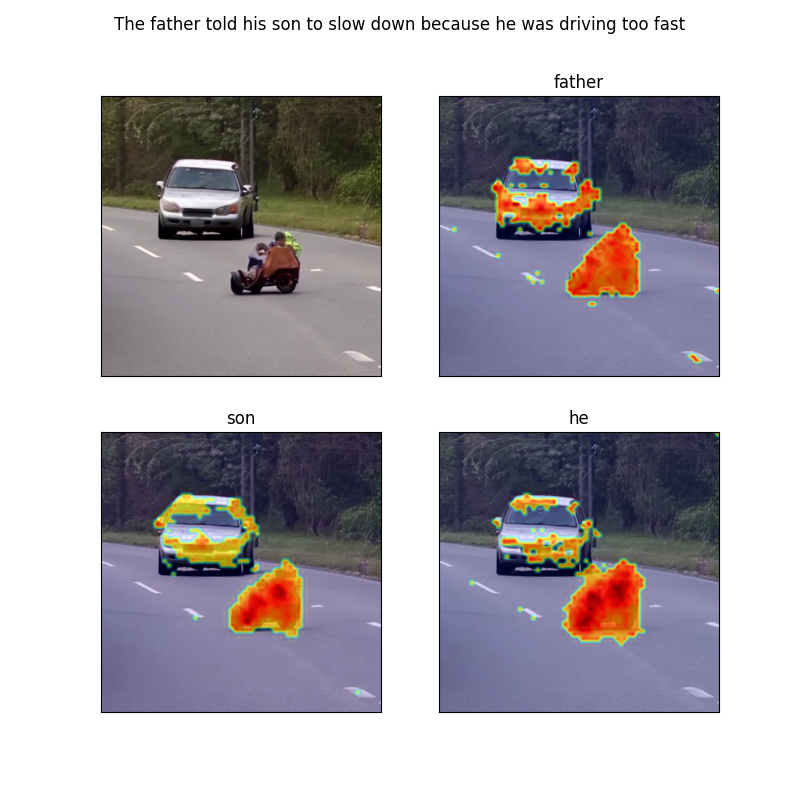 The father told his son to slow down because he was driving too fast
father
son
he